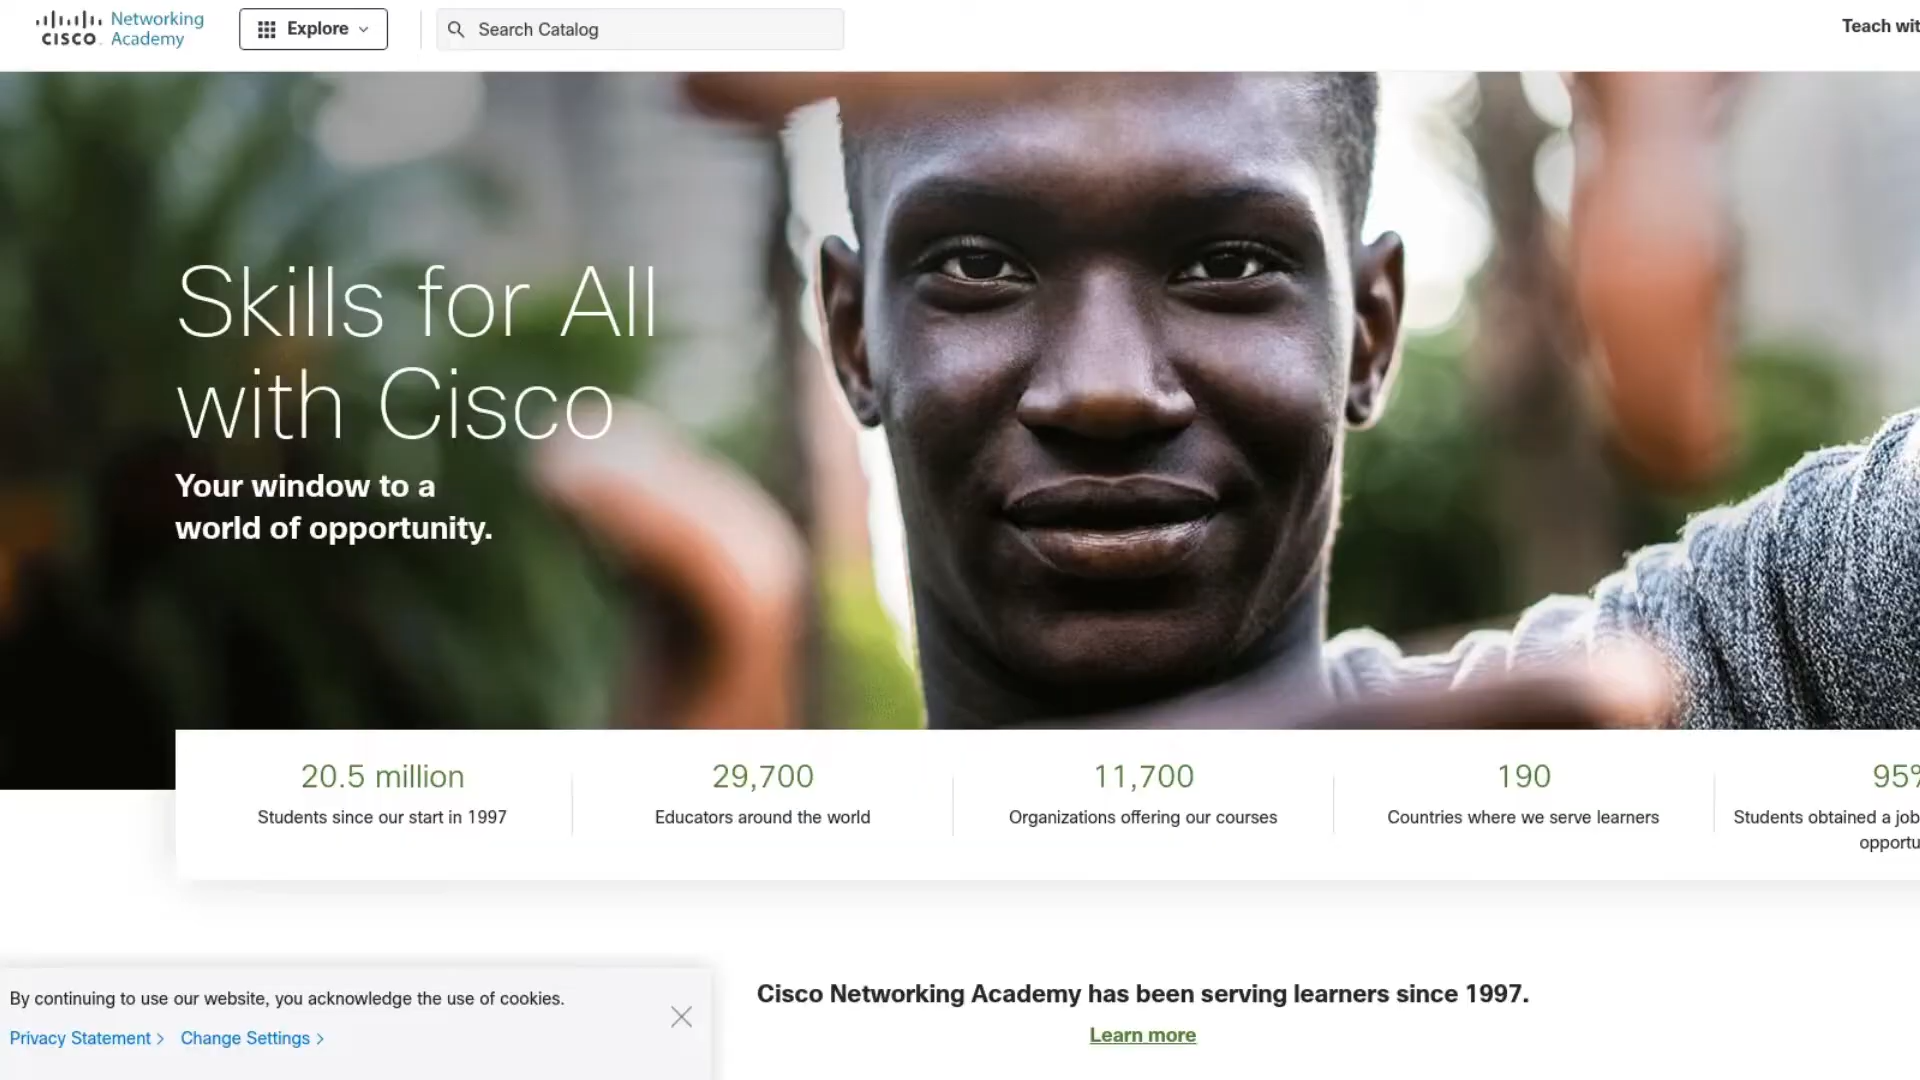 CISCO
Networking
Academy
Explore
Search Catalog
Teach wit
Skills for All
with Cisco
Your window to a
world of opportunity.
20.5 million
Students since our start in 1997
29,700
Educators around the world
11,700
Organizations offering our courses
190
Countries where we serve learners
95%
Students obtained a job
opportu
By continuing to use our website, you acknowledge the use of cookies.
Privacy Statement
Change Settings
Cisco Networking Academy has been serving learners since 1997.
Learn more